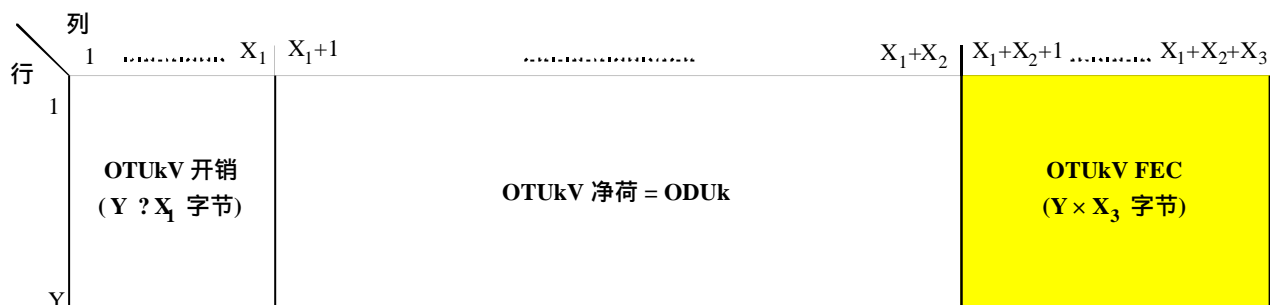 列
1 ........... X1 X1+1 .................. X1+X2 X1+X2+1 ......... X1+X2+X3
行
1
OTUkV 开销
( Y ? X1 字节)
OTUkV 净荷 = ODUk
OTUkV FEC
(Y × X3 字节)
Y